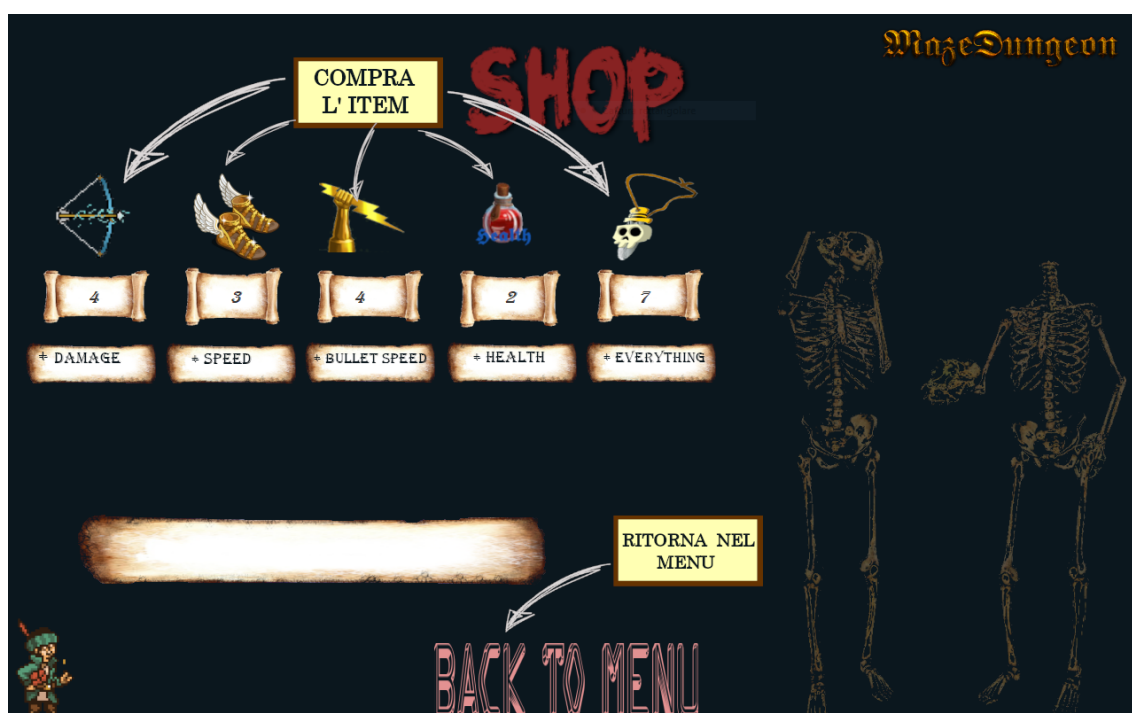 MazeDungeon
SHOP
COMPRA
L' ITEM
Health
4
3
4
2
7
+ DAMAGE
+ SPEED
+ BULLET SPEED
+ HEALTH
+ EVERYTHING
RITORNA NEL
MENU
BACK TO MENU